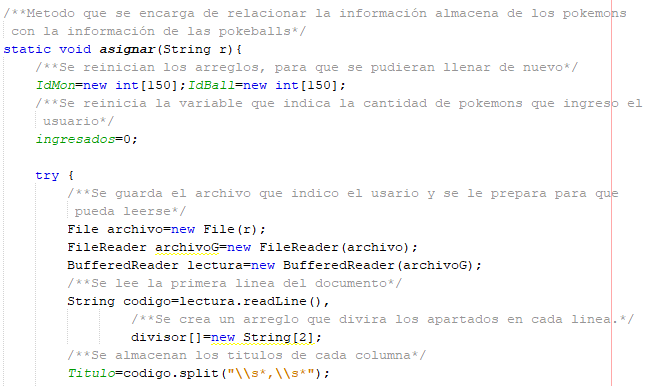 /**Metodo que se encarga de relacionar la información almacena de los pokemons
con la información de las pokeballs*/
static void asignar(String r){
/**Se reinician los arreglos, para que se pudieran llenar de nuevo*/
IdMon=new int[150];IdBall=new int[150];
/**Se reinicia la variable que indica la cantidad de pokemons que ingreso el
usuario*/
ingresados=0;
try {
/**Se guarda el archivo que indico el usario y se le prepara para que
pueda leerse*/
File archivo=new File(r);
FileReader archivoG=new FileReader(archivo);
BufferedReader lectura=new BufferedReader(archivoG);
/**Se lee la primera linea del documento*/
String codigo=lectura.readLine(),
/**Se crea un arreglo que divira los apartados en cada linea.*/
divisor[]=new String[2];
/**Se almacenan los titulos de cada columna*/
Titulo=codigo.split("\\s*,\\s*");